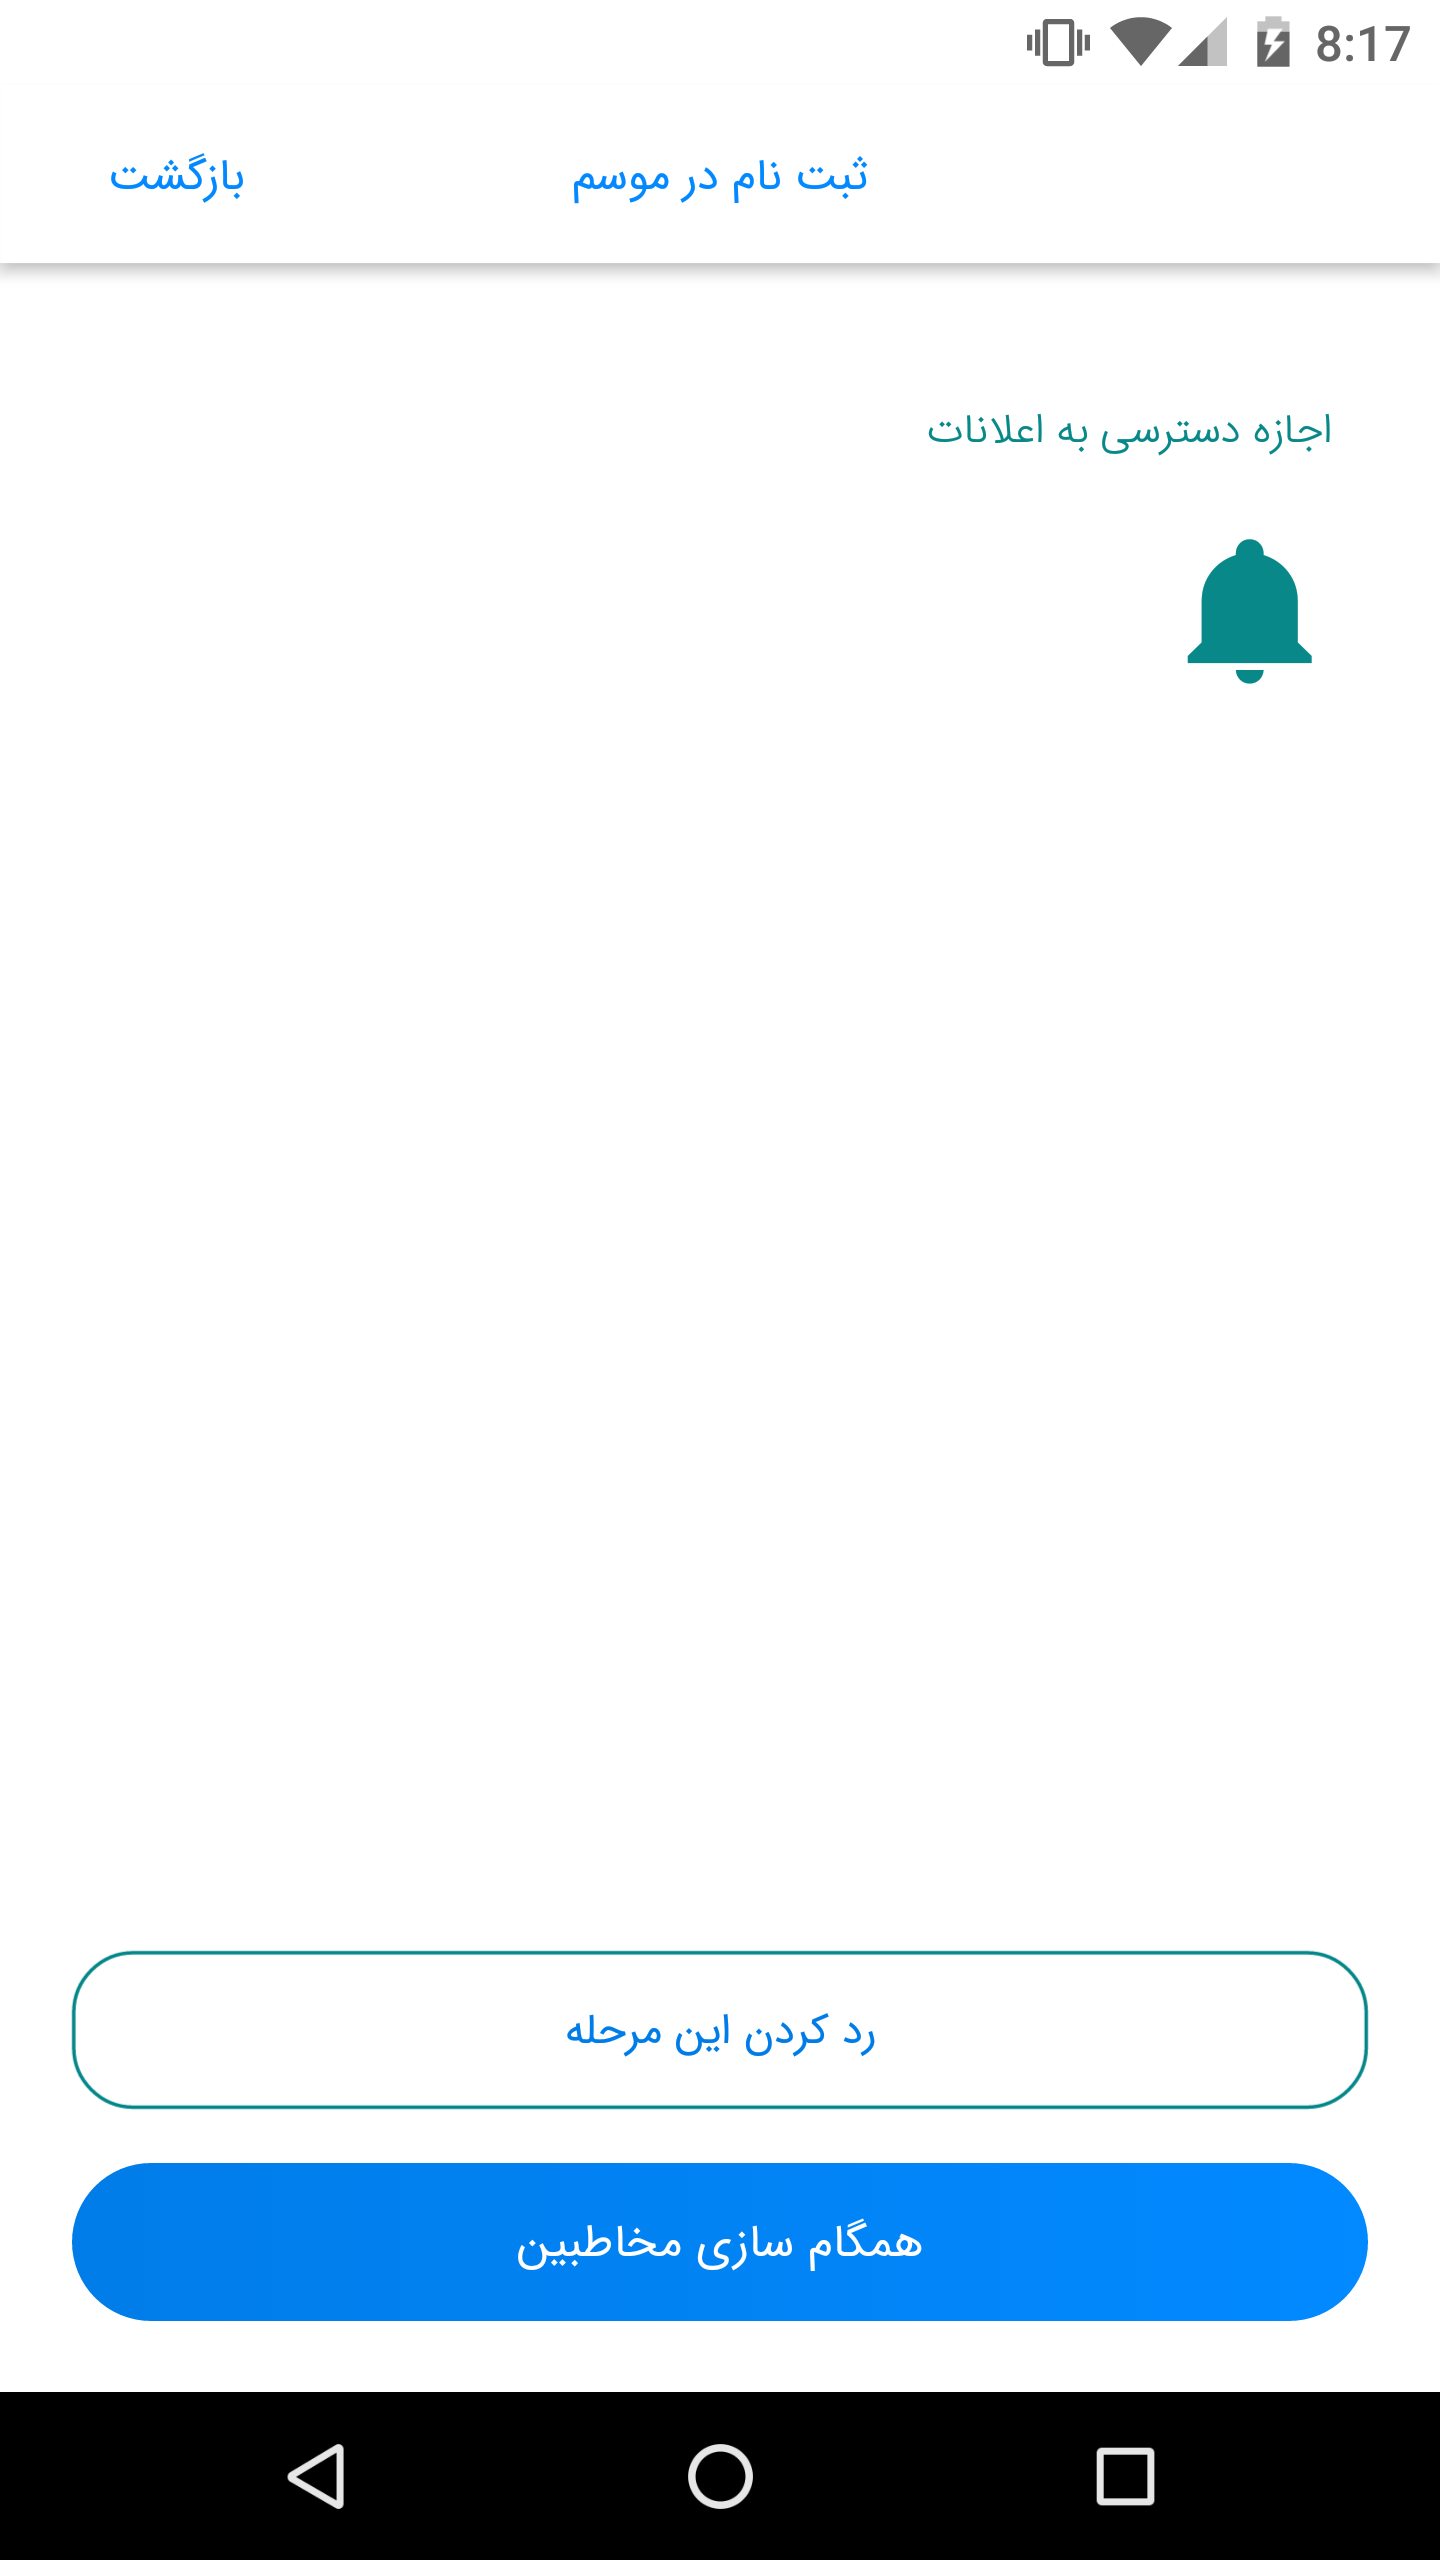 8:17
ثبت نام در موسم
بازگشت
اجازه دسترسی به اعلانات
رد کردن این مرحله
همگام سازی مخاطبین